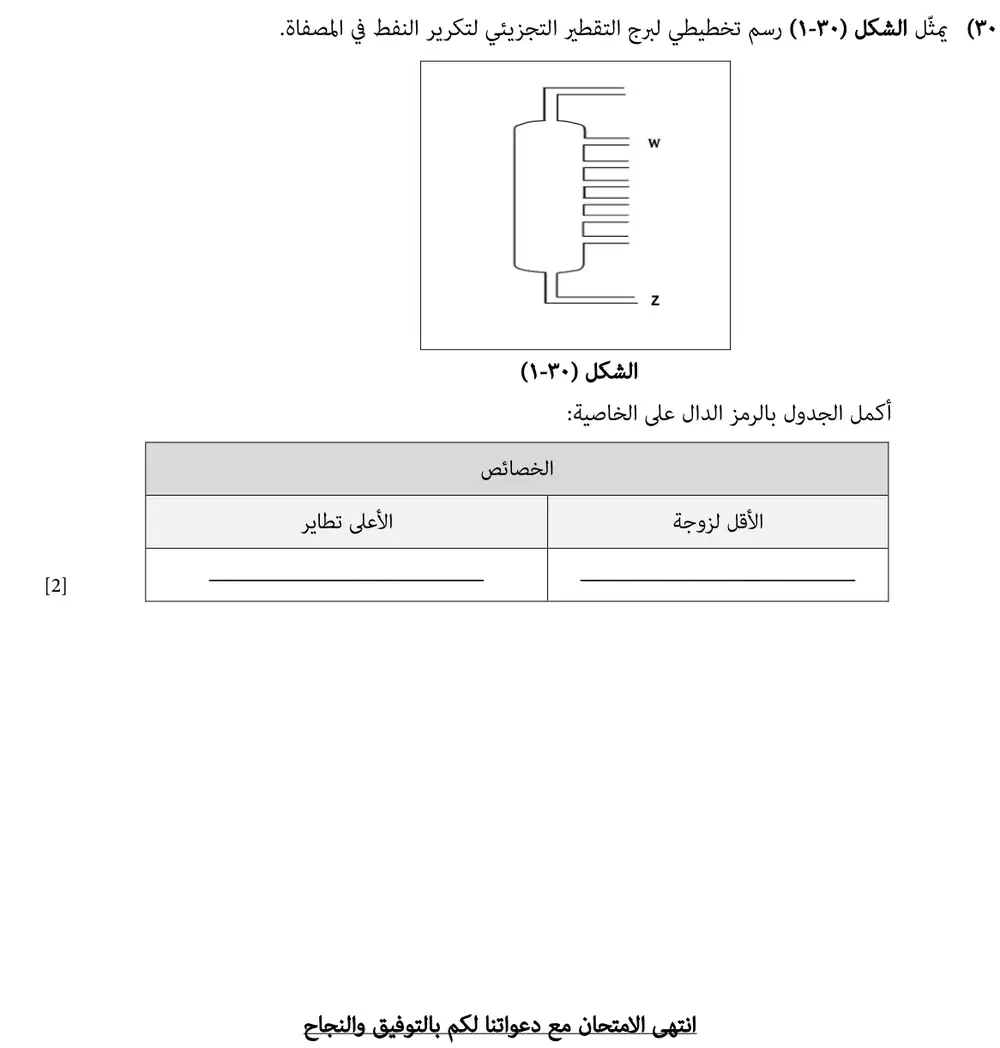 ٣٠) يمثّل الشكل (٣٠-١) رسم تخطيطي لبرج التقطير التجزيئي لتكرير النفط في المصفاة.
W
Z
الشكل (٣٠-١)
أكمل الجدول بالرمز الدال على الخاصية:
الخصائص
الأقل لزوجة
الأعلى تطاير
[2]
انتهى الامتحان مع دعواتنا لكم بالتوفيق والنجاح